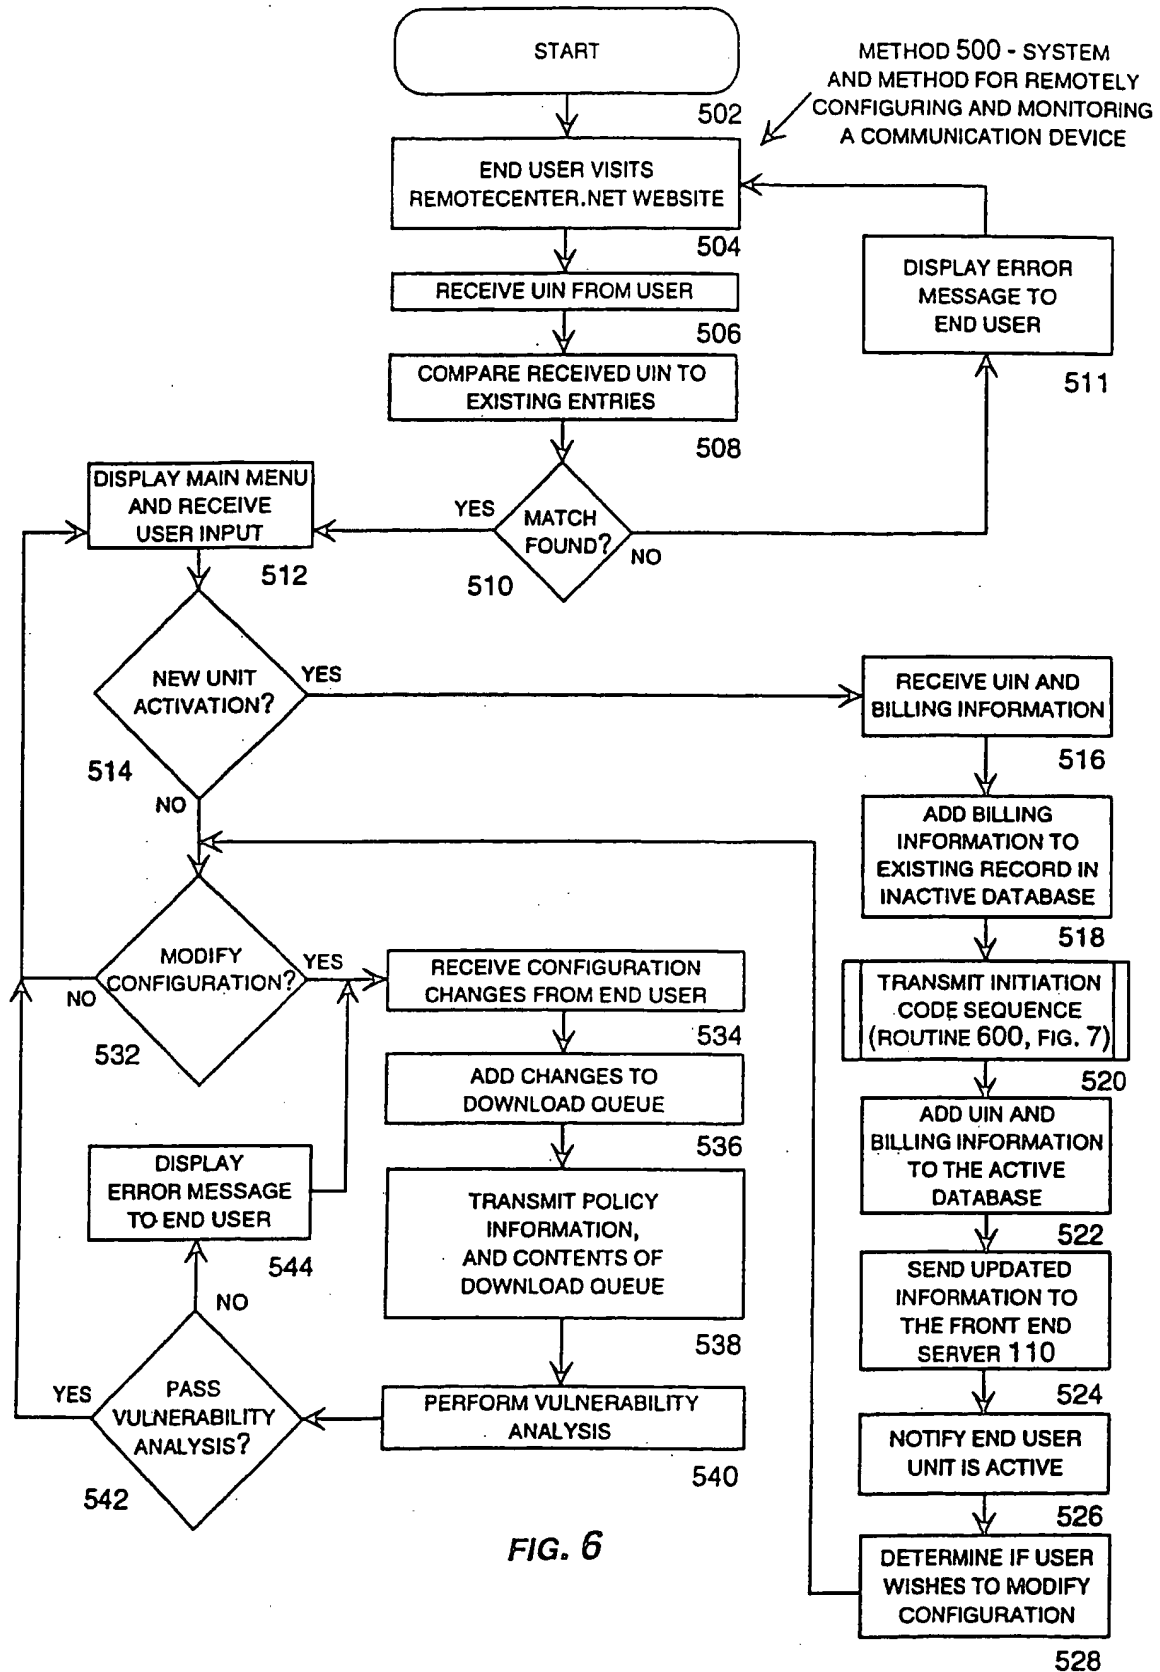 START
METHOD 500 - SYSTEM
AND METHOD FOR REMOTELY
CONFIGURING AND MONITORING
A COMMUNICATION DEVICE
502
END USER VISITS
REMOTECENTER.NET WEBSITE
504
RECEIVE UIN FROM USER
506
COMPARE RECEIVED UIN TO
EXISTING ENTRIES
508
DISPLAY ERROR
MESSAGE TO
END USER
511
MATCH
FOUND?
YES
NO
510
DISPLAY MAIN MENU
AND RECEIVE
USER INPUT
512
NEW UNIT
ACTIVATION?
YES
514
NO
RECEIVE UIN AND
BILLING INFORMATION
516
ADD BILLING
INFORMATION TO
EXISTING RECORD IN
INACTIVE DATABASE
518
TRANSMIT INITIATION
CODE SEQUENCE
(ROUTINE 600, FIG. 7)
520
ADD UIN AND
BILLING INFORMATION
TO THE ACTIVE
DATABASE
522
SEND UPDATED
INFORMATION TO
THE FRONT END
SERVER 110
524
NOTIFY END USER
UNIT IS ACTIVE
526
DETERMINE IF USER
WISHES TO MODIFY
CONFIGURATION
528
MODIFY
CONFIGURATION?
YES
NO
532
RECEIVE CONFIGURATION
CHANGES FROM END USER
534
ADD CHANGES TO
DOWNLOAD QUEUE
536
TRANSMIT POLICY
INFORMATION,
AND CONTENTS OF
DOWNLOAD QUEUE
538
PERFORM VULNERABILITY
ANALYSIS
540
PASS
VULNERABILITY
ANALYSIS?
YES
NO
542
DISPLAY
ERROR MESSAGE
TO END USER
544
FIG. 6